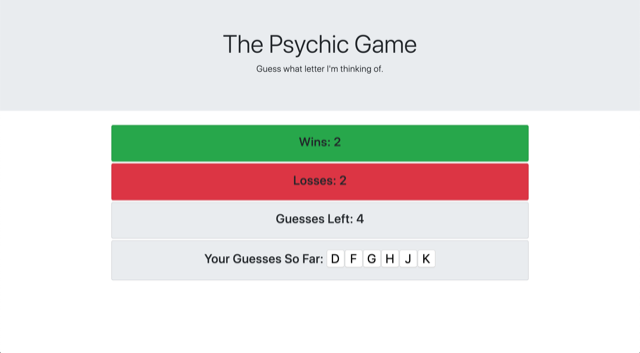 The Psychic Game
Guess what letter I'm thinking of.
Wins: 2
Losses: 2
Guesses Left: 4
Your Guesses So Far: D F G H J K